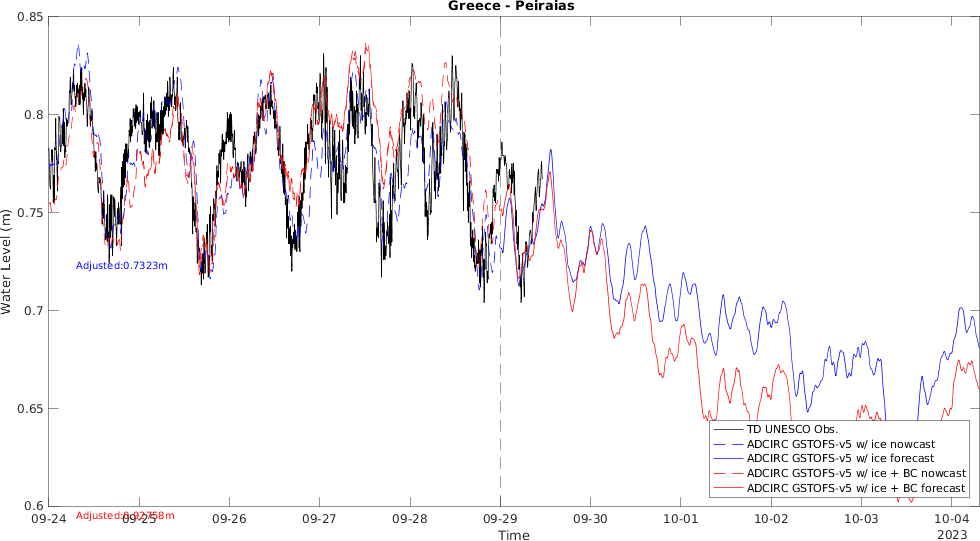 Greece - Peiraias
0.85
0.8
0.75
0.7
0.65
0.6
Water Level (m)
Adjusted:0.7323m
TD UNESCO Obs.
ADCIRC GSTOFS-v5 w/ ice nowcast
ADCIRC GSTOFS-v5 w/ ice forecast
ADCIRC GSTOFS-v5 w/ ice + BC nowcast
ADCIRC GSTOFS-v5 w/ ice + BC forecast
09-24 09-25 09-26 09-27 09-28 09-29 09-30 10-01 10-02 10-03 10-04
Time
2023